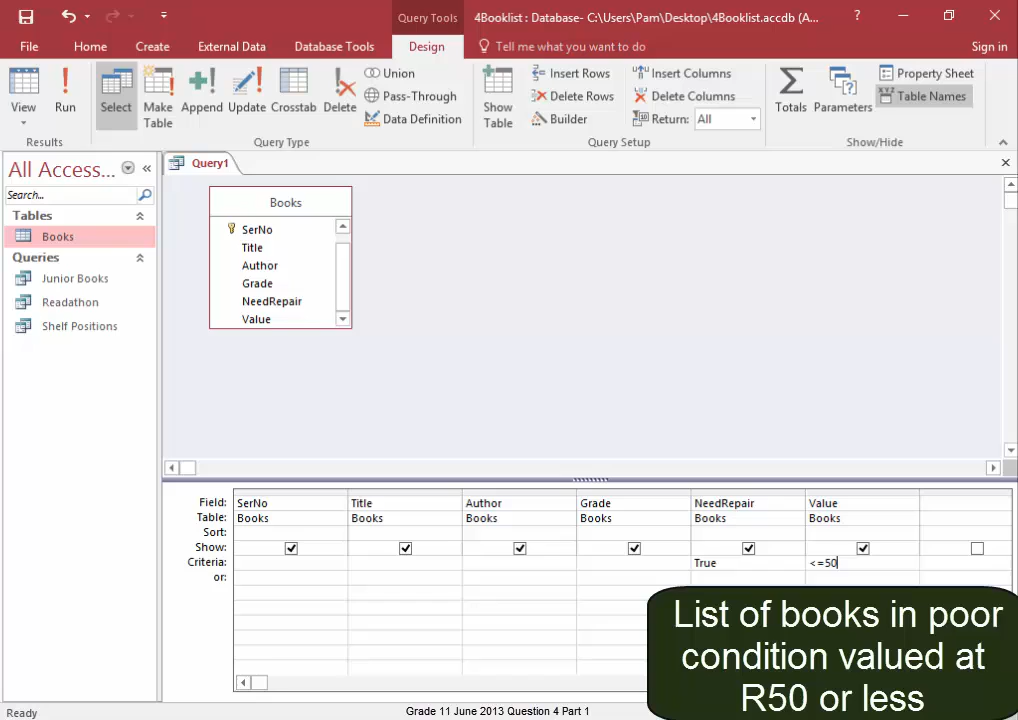 Query Tools
4Booklist : Database- C:\Users\Pam\Desktop\4Booklist.accdb (A...
?
File
Home
Create
External Data
Database Tools
Design
Tell me what you want to do
Sign in
View
Run
Select
Make Table
Append
Update
Crosstab
Delete
Union
Pass-Through
Data Definition
Show Table
Insert Rows
Delete Rows
Builder
Insert Columns
Delete Columns
Return: All
Totals
Parameters
Property Sheet
XYZ
Table Names
Results
Query Type
Query Setup
Show/Hide
All Access...
Search...
Tables
Books
Queries
Junior Books
Readathon
Shelf Positions
Query1
Books
SerNo
Title
Author
Grade
NeedRepair
Value
Field: SerNo Title Author Grade NeedRepair Value
Table: Books Books Books Books Books Books
Sort:
Show:
Criteria: True <=50
or:
List of books in poor
condition valued at
R50 or less
Ready
Grade 11 June 2013 Question 4 Part 1